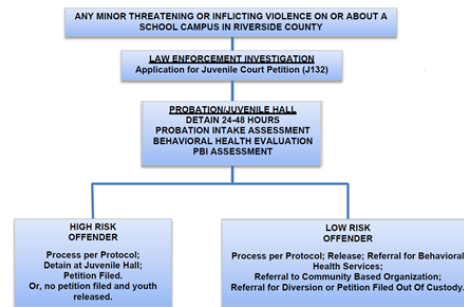 ANY MINOR THREATENING OR INFLICTING VIOLENCE ON OR ABOUT A
SCHOOL CAMPUS IN RIVERSIDE COUNTY
LAW ENFORCEMENT INVESTIGATION
Application for Juvenile Court Petition (J132)
PROBATION/JUVENILE HALL
DETAIN 24-48 HOURS
PROBATION INTAKE ASSESSMENT
BEHAVIORAL HEALTH EVALUATION
PBI ASSESSMENT
HIGH RISK
OFFENDER
Process per Protocol;
Detain at Juvenile Hall;
Petition Filed.
Or, no petition filed and youth
released.
LOW RISK
OFFENDER
Process per Protocol; Release; Referral for Behavioral
Health Services;
Referral to Community Based Organization;
Referral for Diversion or Petition Filed Out Of Custody.